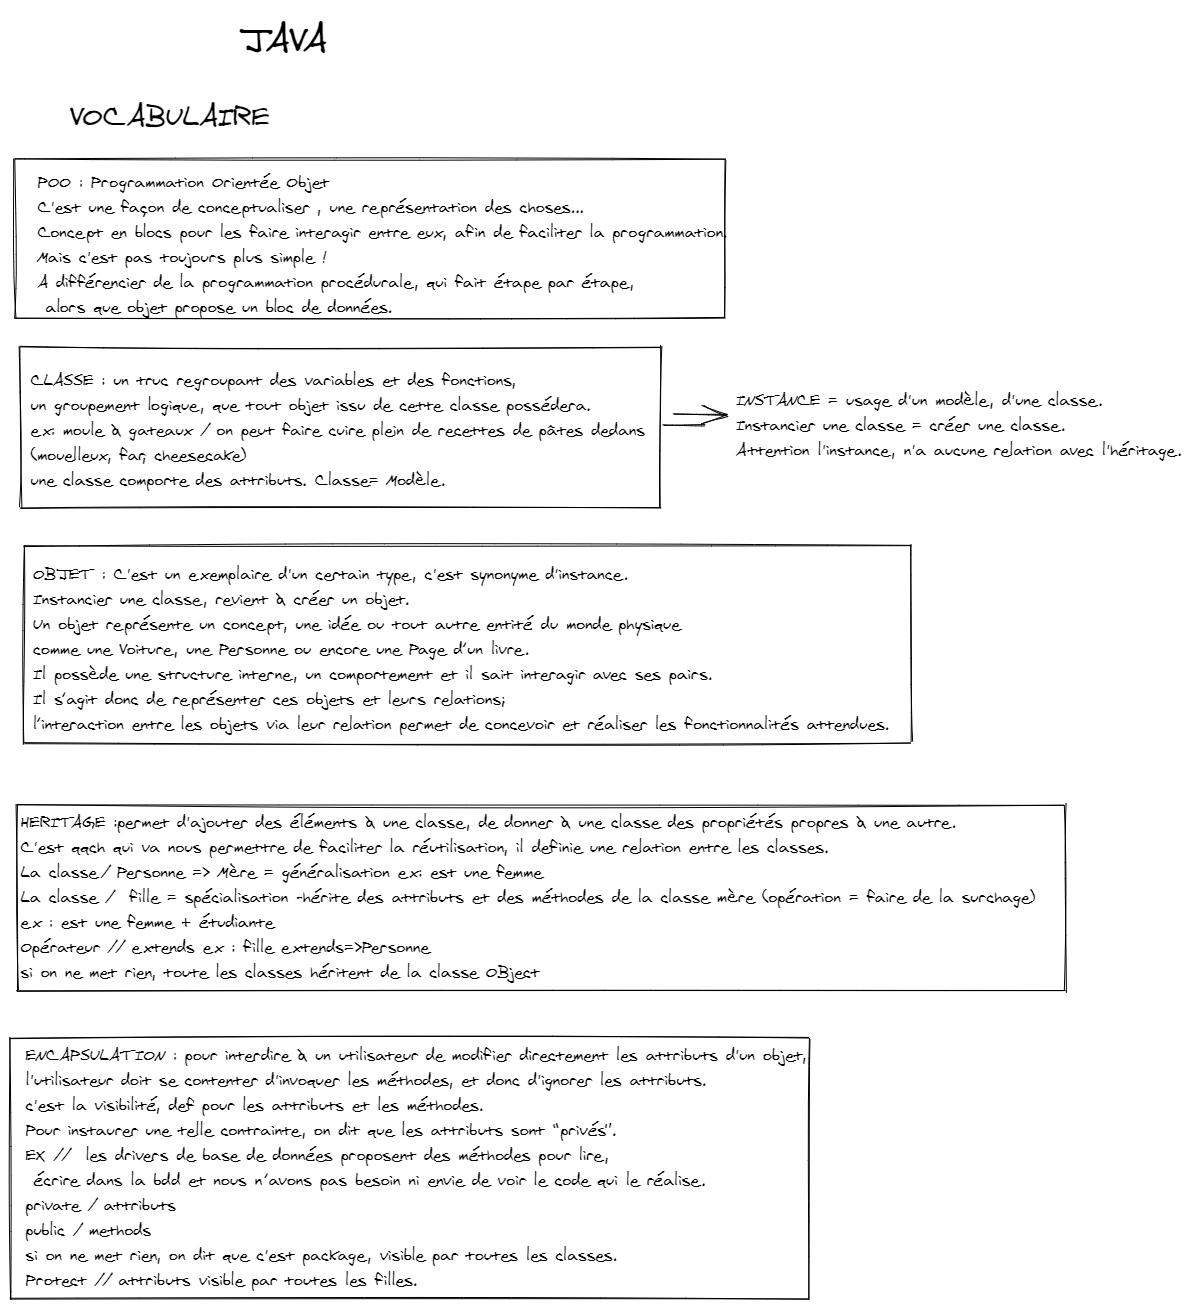 JAVA
VOCABULAIRE
POO : Programmation Orientée Objet
C'est une façon de conceptualiser , une représentation des choses...
Concept en blocs pour les faire interagir entre eux, afin de faciliter la programmation.
Mais c'est pas toujours plus simple !
A différencier de la programmation procédurale, qui fait étape par étape,
alors que objet propose un bloc de données.
CLASSE : un truc regroupant des variables et des fonctions,
un groupement logique, que tout objet issu de cette classe possédera.
ex: moule à gateaux / on peut faire cuire plein de recettes de pâtes dedans
(mouelleux, far, cheesecake)
une classe comporte des attributs. Classe= Modèle.
INSTANCE = usage d'un modèle, d'une classe.
Instancier une classe = créer une classe.
Attention l'instance, n'a aucune relation avec l'héritage.
OBJET : C'est un exemplaire d'un certain type, c'est synonyme d'instance.
Instancier une classe, revient à créer un objet.
Un objet représente un concept, une idée ou tout autre entité du monde physique
comme une Voiture, une Personne ou encore une Page d'un livre.
Il possède une structure interne, un comportement et il sait interagir avec ses pairs.
Il s'agit donc de représenter ces objets et leurs relations;
l'interaction entre les objets via leur relation permet de concevoir et réaliser les fonctionnalités attendues.
HERITAGE :permet d'ajouter des éléments à une classe, de donner à une classe des propriétés propres à une autre.
C'est qqch qui va nous permettre de faciliter la réutilisation, il definie une relation entre les classes.
La classe/ Personne => Mère = généralisation ex: est une femme
La classe / fille = spécialisation -hérite des attributs et des méthodes de la classe mère (opération = faire de la surchage)
ex : est une femme + étudiante
Opérateur // extends ex : fille extends=>Personne
si on ne met rien, toute les classes héritent de la classe OBject
ENCAPSULATION : pour interdire à un utilisateur de modifier directement les attributs d'un objet,
l'utilisateur doit se contenter d'invoquer les méthodes, et donc d'ignorer les attributs.
c'est la visibilité, def pour les attributs et les méthodes.
Pour instaurer une telle contrainte, on dit que les attributs sont "privés".
EX // les drivers de base de données proposent des méthodes pour lire,
écrire dans la bdd et nous n'avons pas besoin ni envie de voir le code qui le réalise.
private / attributs
public / methods
si on ne met rien, on dit que c'est package, visible par toutes les classes.
Protect // attributs visible par toutes les filles.